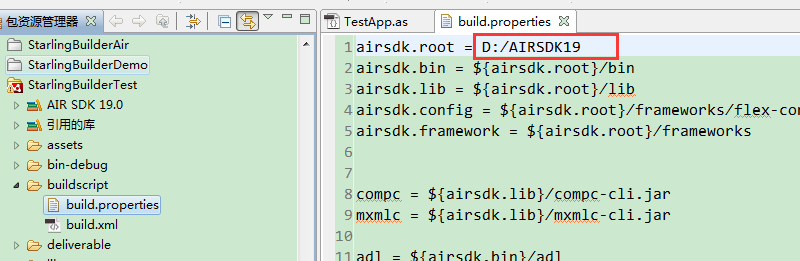 包资源管理器
StarlingBuilderAir
StarlingBuilderDemo
StarlingBuilderTest
AIR SDK 19.0
引用的库
assets
bin-debug
buildscript
build.properties
build.xml
deliverable
TestApp.as
build.properties
1 airsdk.root = D:/AIRSDK19
2 airsdk.bin = ${airsdk.root}/bin
3 airsdk.lib = ${airsdk.root}/lib
4 airsdk.config = ${airsdk.root}/frameworks/flex-con
5 airsdk.framework = ${airsdk.root}/frameworks
6
7
8 compc = ${airsdk.lib}/compc-cli.jar
9 mxmlc = ${airsdk.lib}/mxmlc-cli.jar
10
11 adl = ${airsdk.bin}/adl